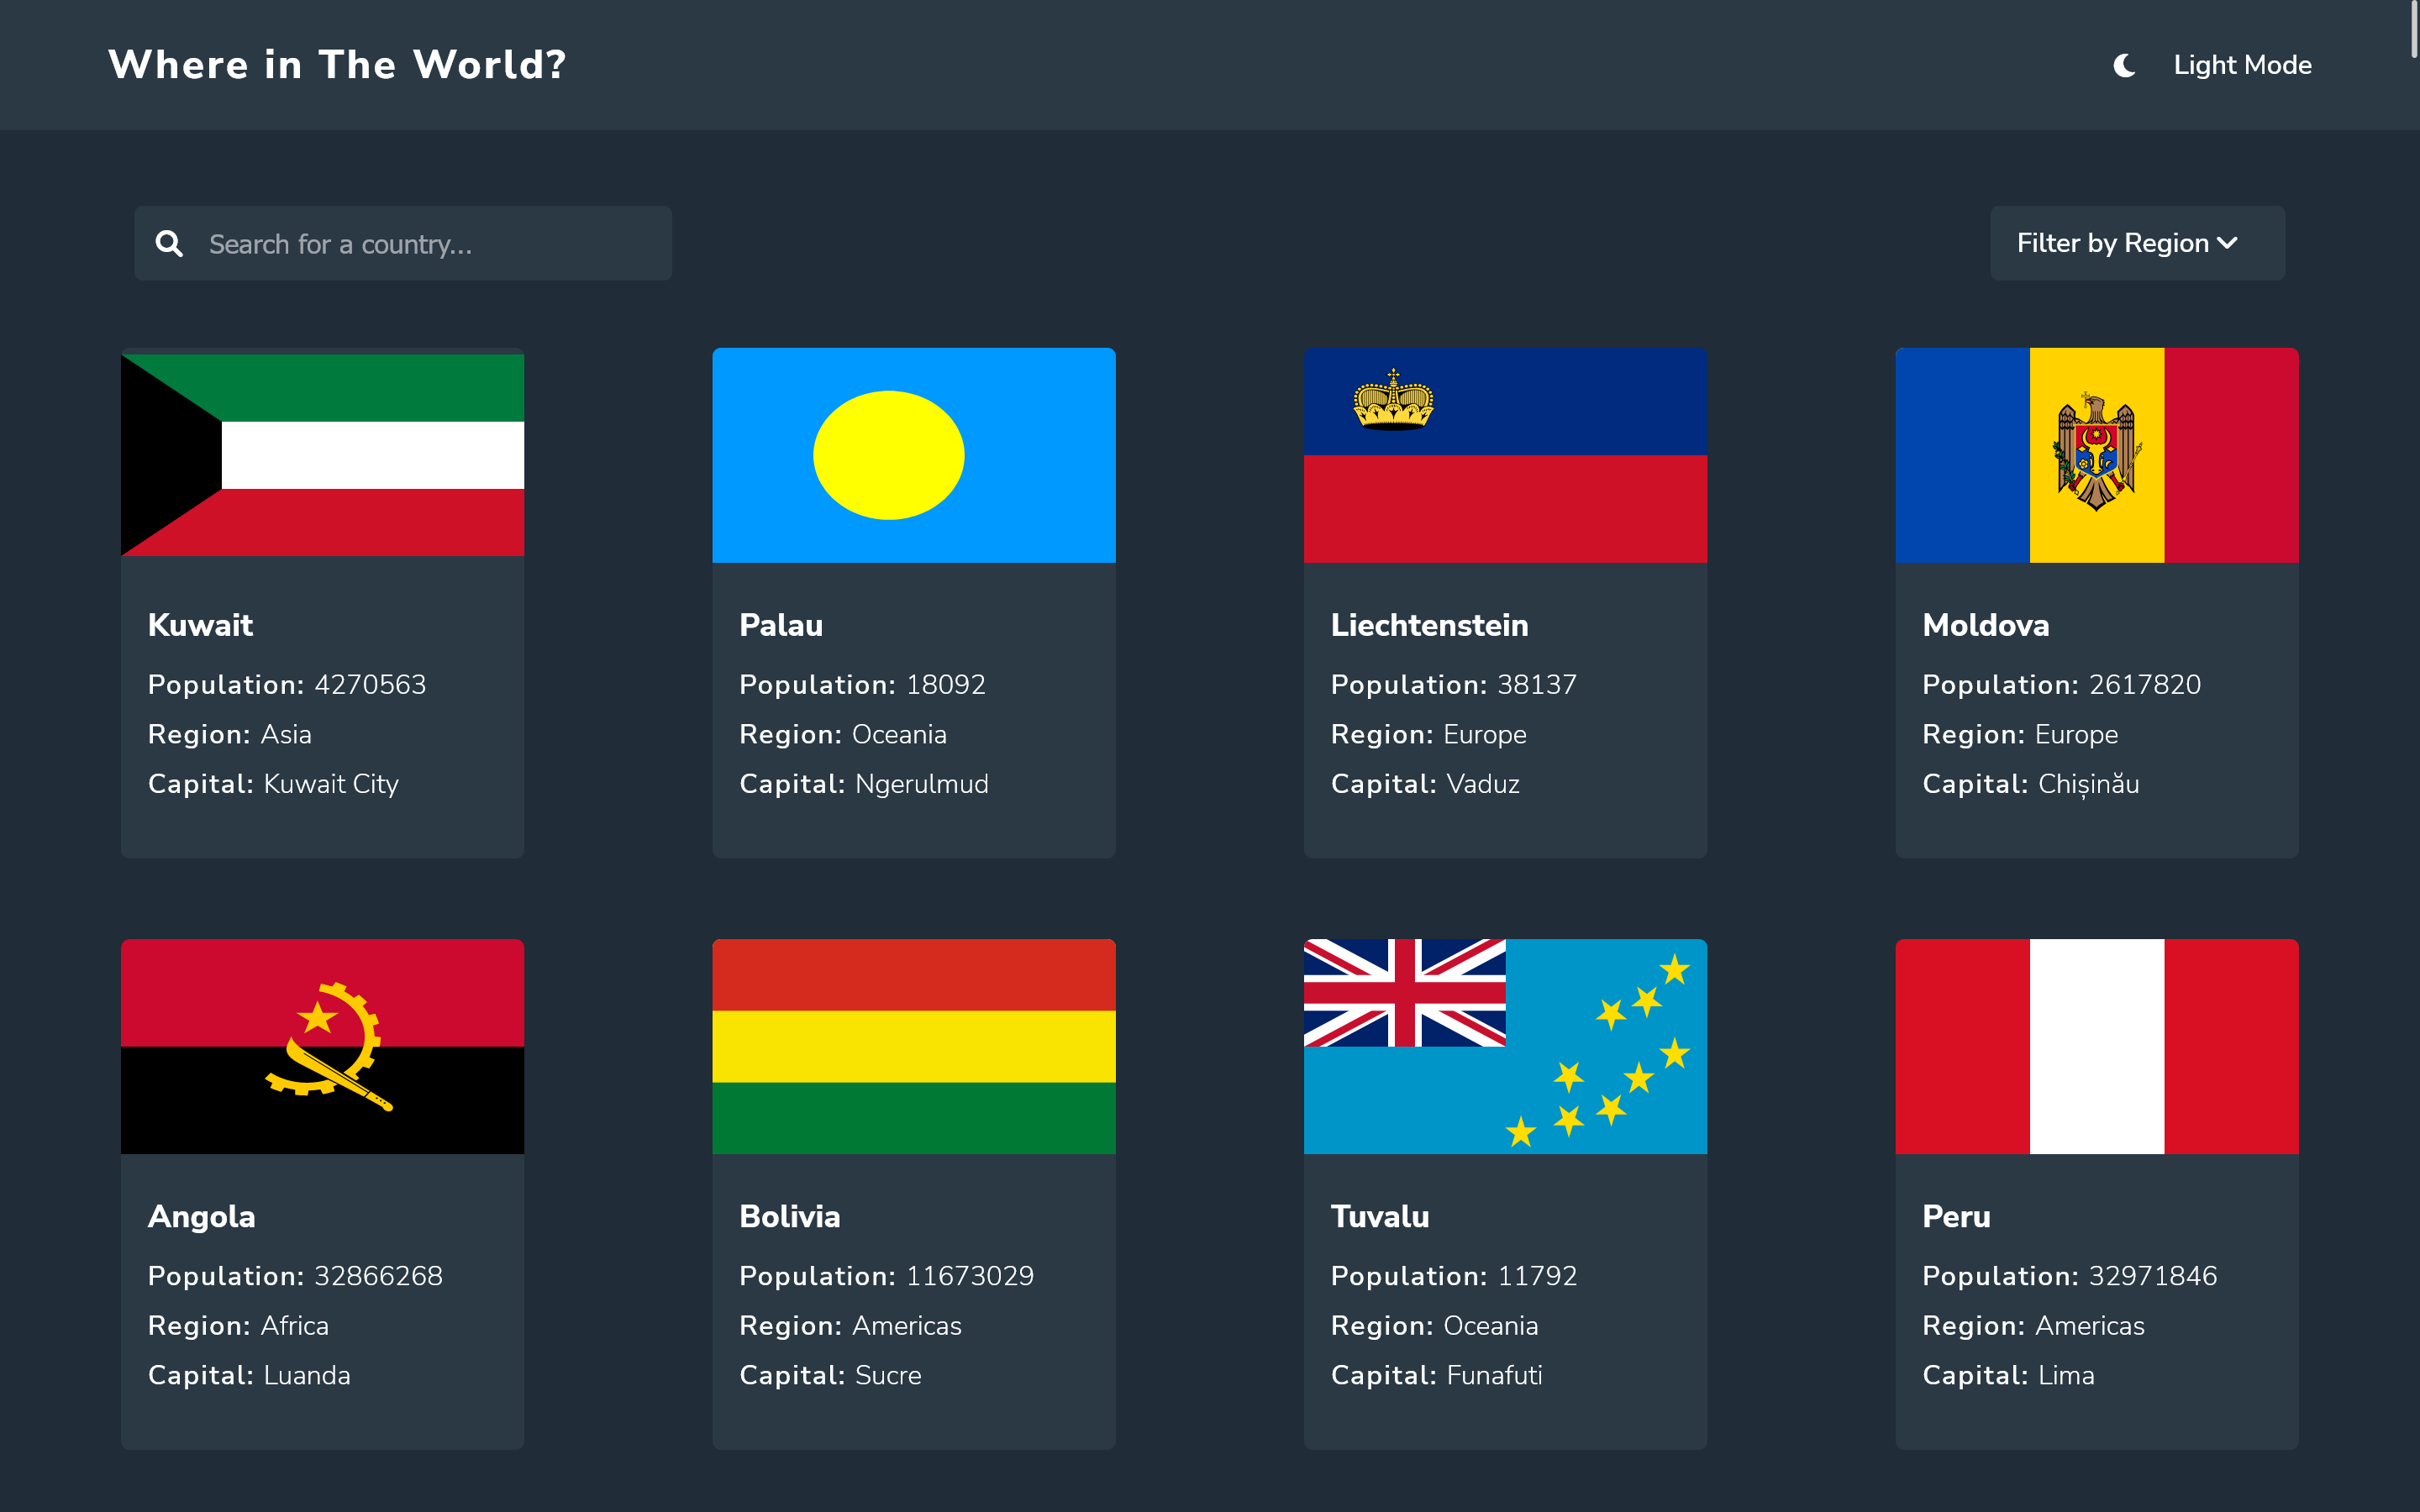 Where in The World?
Light Mode
Search for a country...
Filter by Region
Kuwait
Population: 4270563
Region: Asia
Capital: Kuwait City
Palau
Population: 18092
Region: Oceania
Capital: Ngerulmud
Liechtenstein
Population: 38137
Region: Europe
Capital: Vaduz
Moldova
Population: 2617820
Region: Europe
Capital: Chișinău
Angola
Population: 32866268
Region: Africa
Capital: Luanda
Bolivia
Population: 11673029
Region: Americas
Capital: Sucre
Tuvalu
Population: 11792
Region: Oceania
Capital: Funafuti
Peru
Population: 32971846
Region: Americas
Capital: Lima